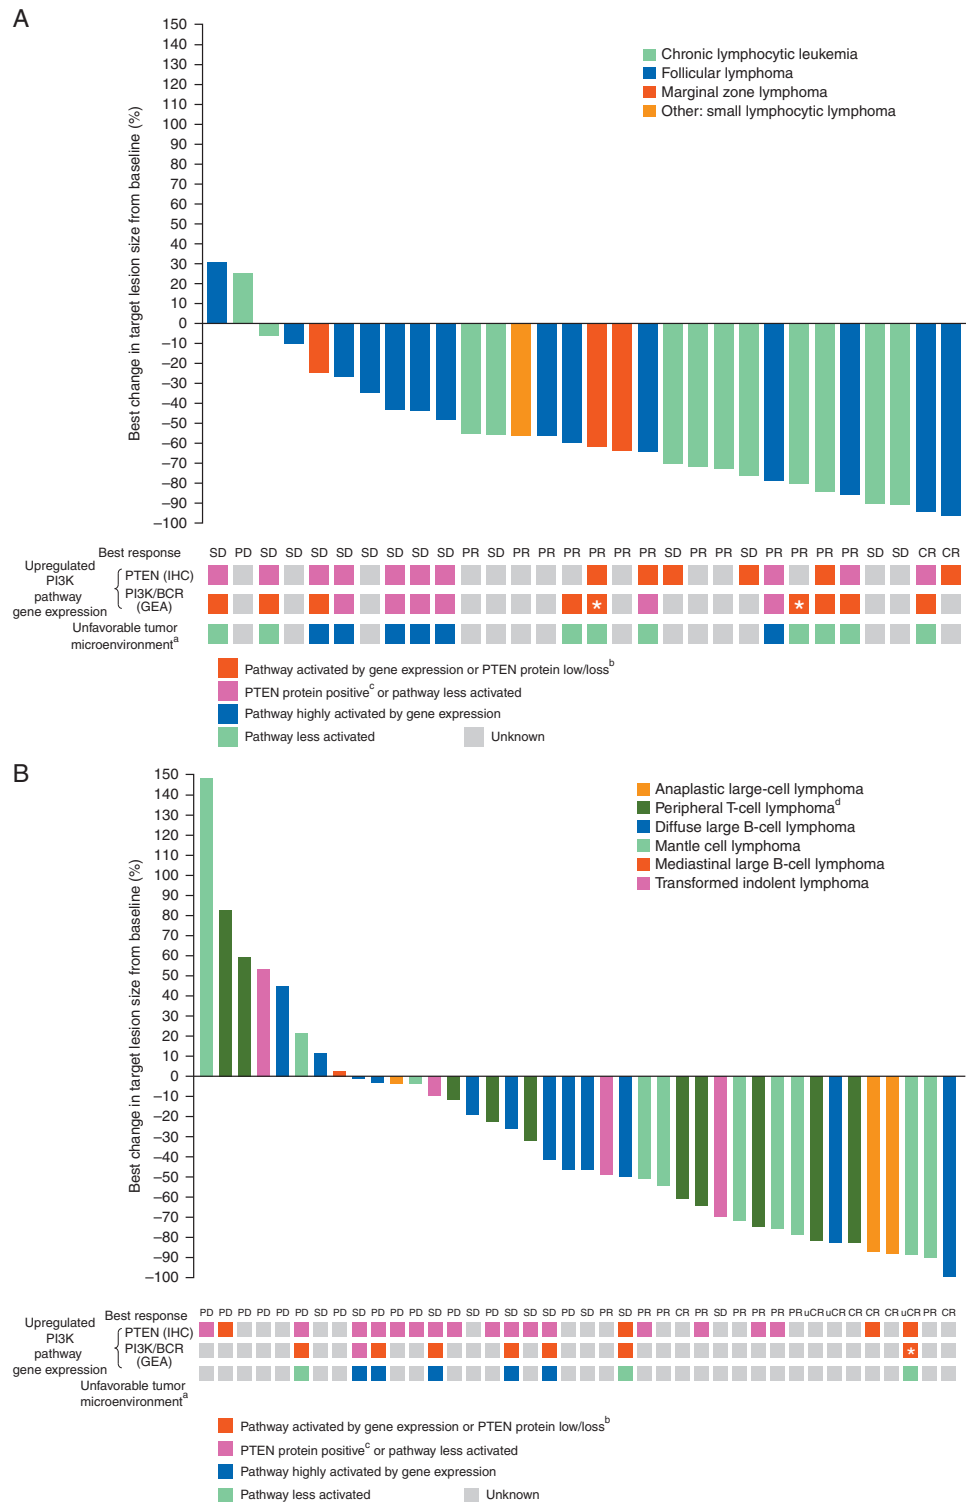 A
150
140
130
120
110
100
90
80
70
60
50
40
30
20
10
0
−10
−20
−30
−40
−50
−60
−70
−80
−90
−100
Best change in target lesion size from baseline (%)
Chronic lymphocytic leukemia
Follicular lymphoma
Marginal zone lymphoma
Other: small lymphocytic lymphoma
Best response SD PD SD SD SD SD SD SD SD SD PR SD PR PR PR PR PR PR SD PR PR SD PR PR PR PR SD SD CR CR
Upregulated PI3K pathway gene expression
PTEN (IHC)
PI3K/BCR (GEA)
* *
Unfavorable tumor microenvironmentᵃ
Pathway activated by gene expression or PTEN protein low/lossᵇ
PTEN protein positiveᶜ or pathway less activated
Pathway highly activated by gene expression
Pathway less activated Unknown
B
150
140
130
120
110
100
90
80
70
60
50
40
30
20
10
0
−10
−20
−30
−40
−50
−60
−70
−80
−90
−100
Best change in target lesion size from baseline (%)
Anaplastic large-cell lymphoma
Peripheral T-cell lymphomaᵈ
Diffuse large B-cell lymphoma
Mantle cell lymphoma
Mediastinal large B-cell lymphoma
Transformed indolent lymphoma
Best response PD PD PD PD PD PD SD PD SD PD PD PD SD PD SD PD SD SD SD PD SD PR SD PR PR CR PR SD PR PR PR PR uCR uCR CR CR CR uCR PR CR
Upregulated PI3K pathway gene expression
PTEN (IHC)
PI3K/BCR (GEA)
*
Unfavorable tumor microenvironmentᵃ
Pathway activated by gene expression or PTEN protein low/lossᵇ
PTEN protein positiveᶜ or pathway less activated
Pathway highly activated by gene expression
Pathway less activated Unknown